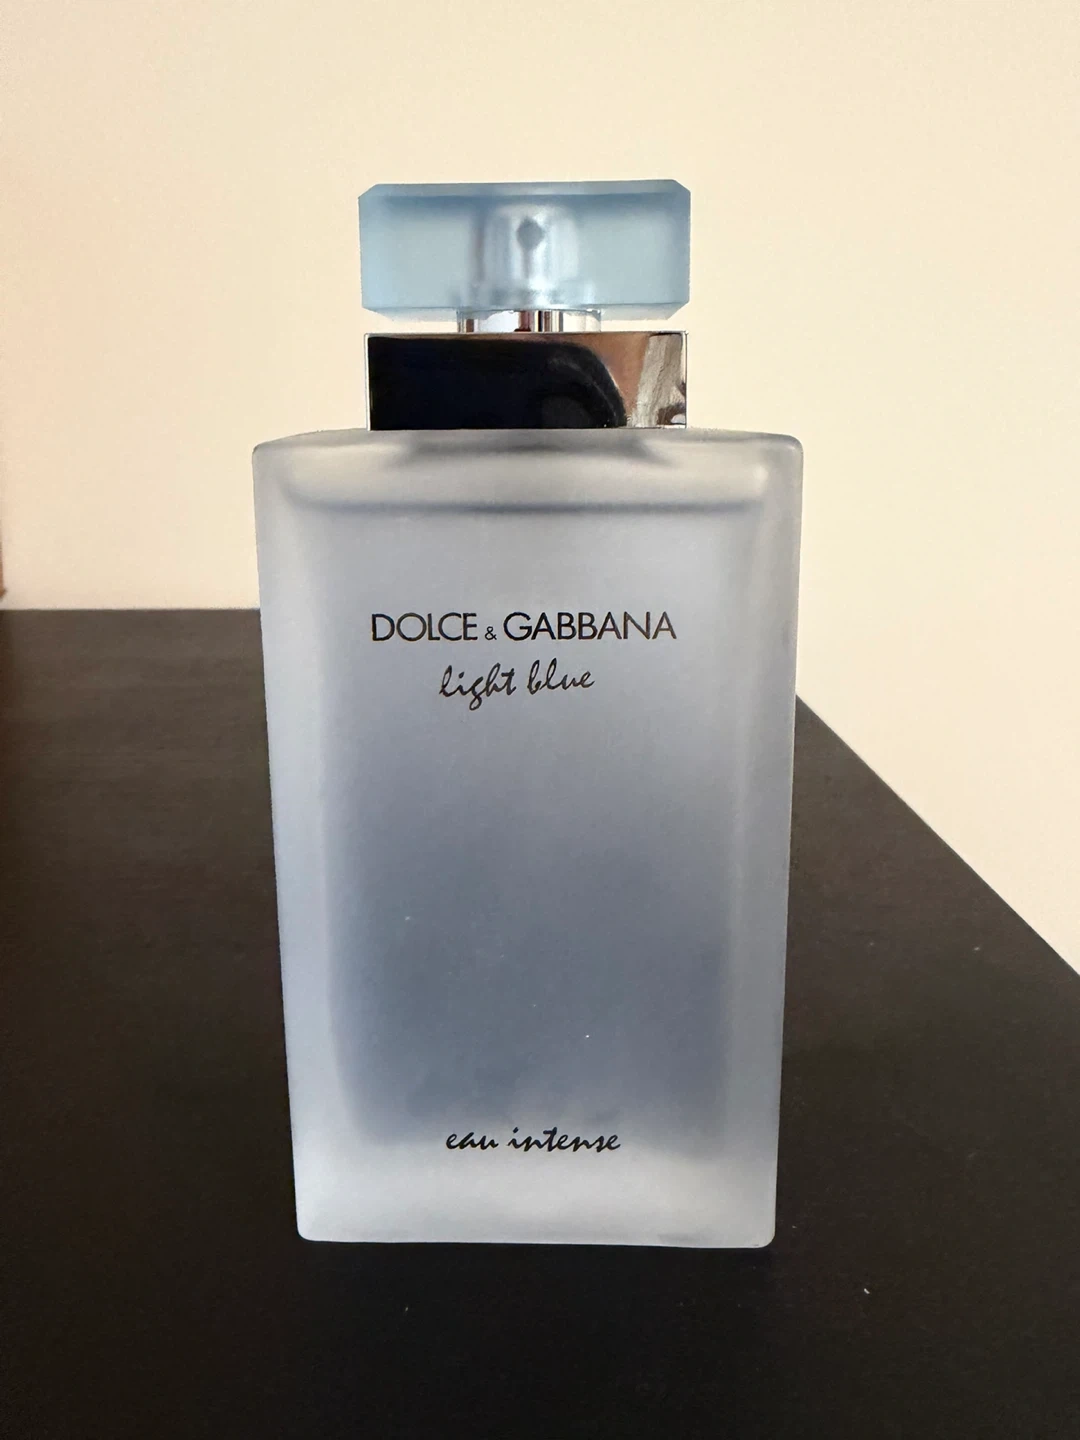 DOLCE & GABBANA
light blue
eau intense